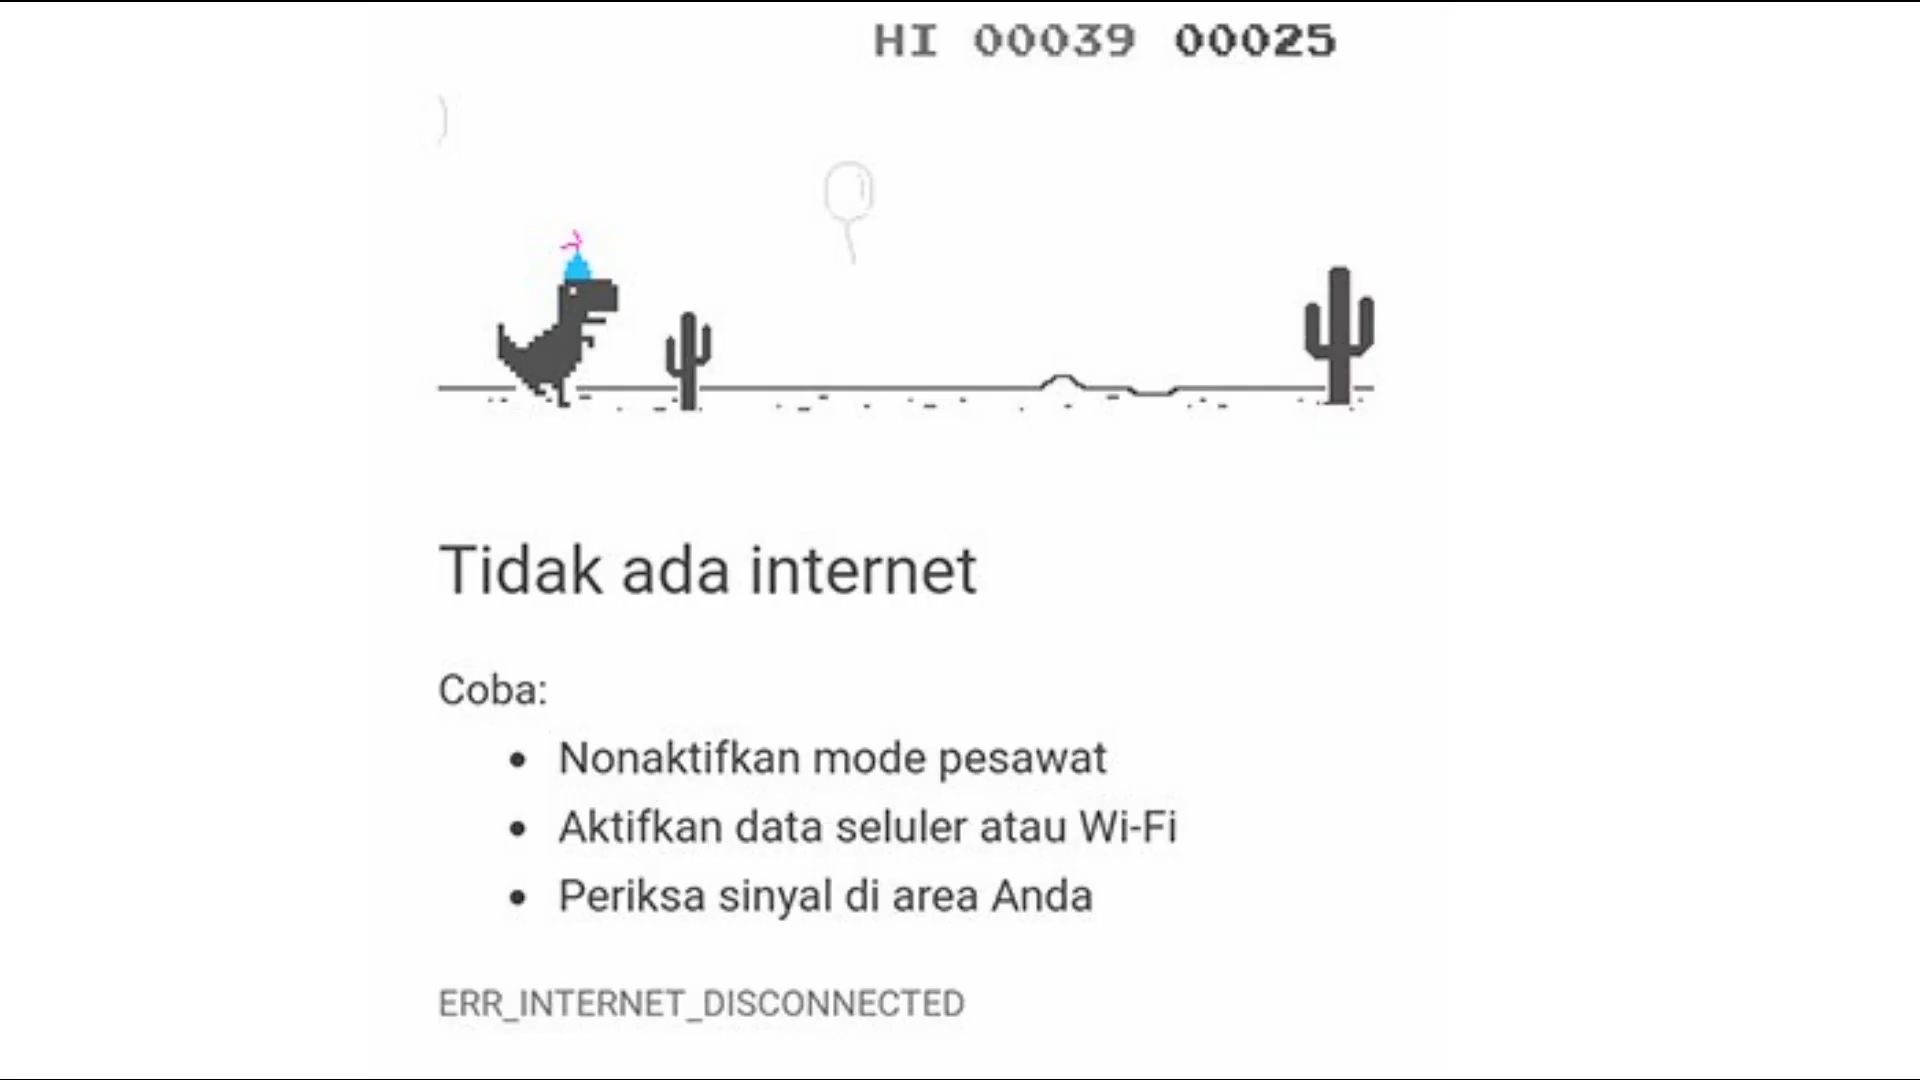 HI 00039 00025
Tidak ada internet
Coba:
Nonaktifkan mode pesawat
Aktifkan data seluler atau Wi-Fi
Periksa sinyal di area Anda
ERR_INTERNET_DISCONNECTED